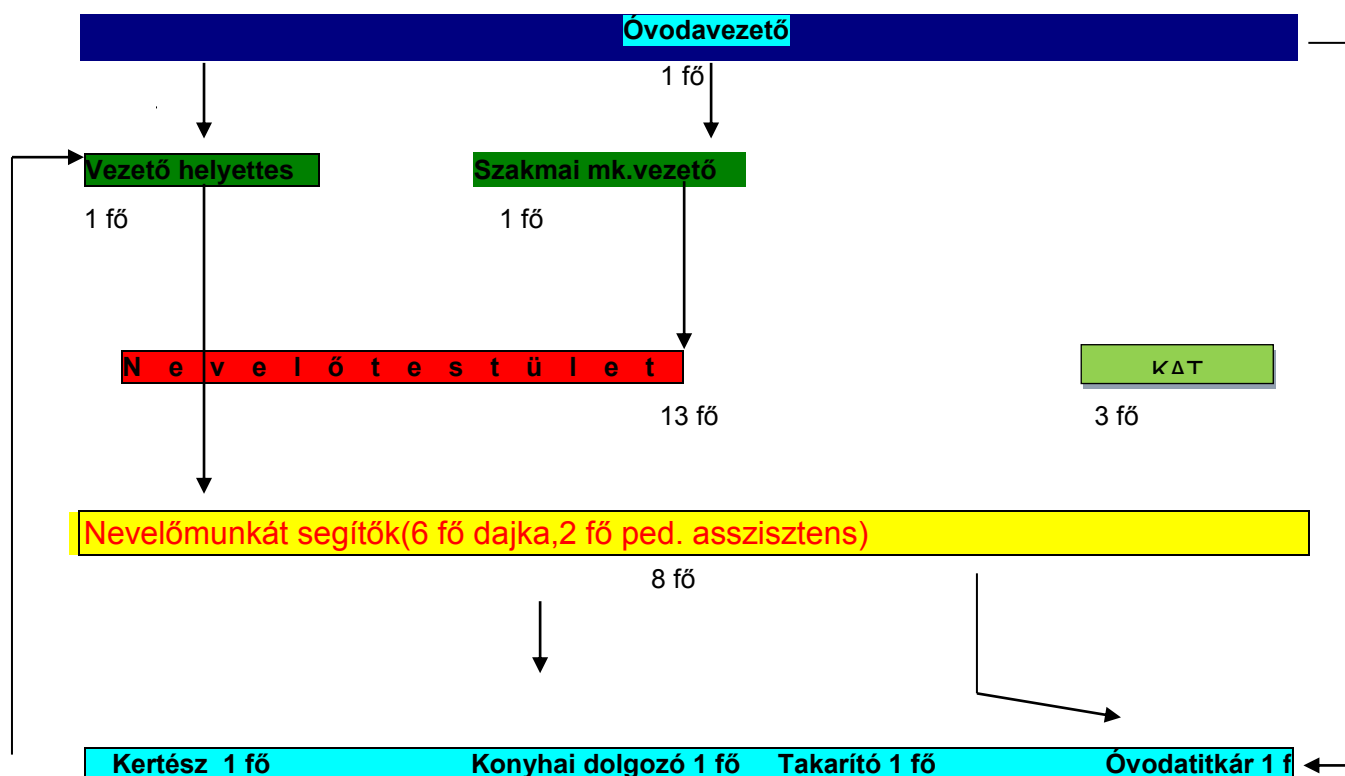 Óvodavezető
1 fő
Vezető helyettes Szakmai mk.vezető
1 fő 1 fő
Nevelőtestület
13 fő 3 fő
Nevelőmunkát segítők(6 fő dajka,2 fő ped. asszisztens)
8 fő
Kertész 1 fő Konyhai dolgozó 1 fő Takarító 1 fő Óvodatitkár 1 f